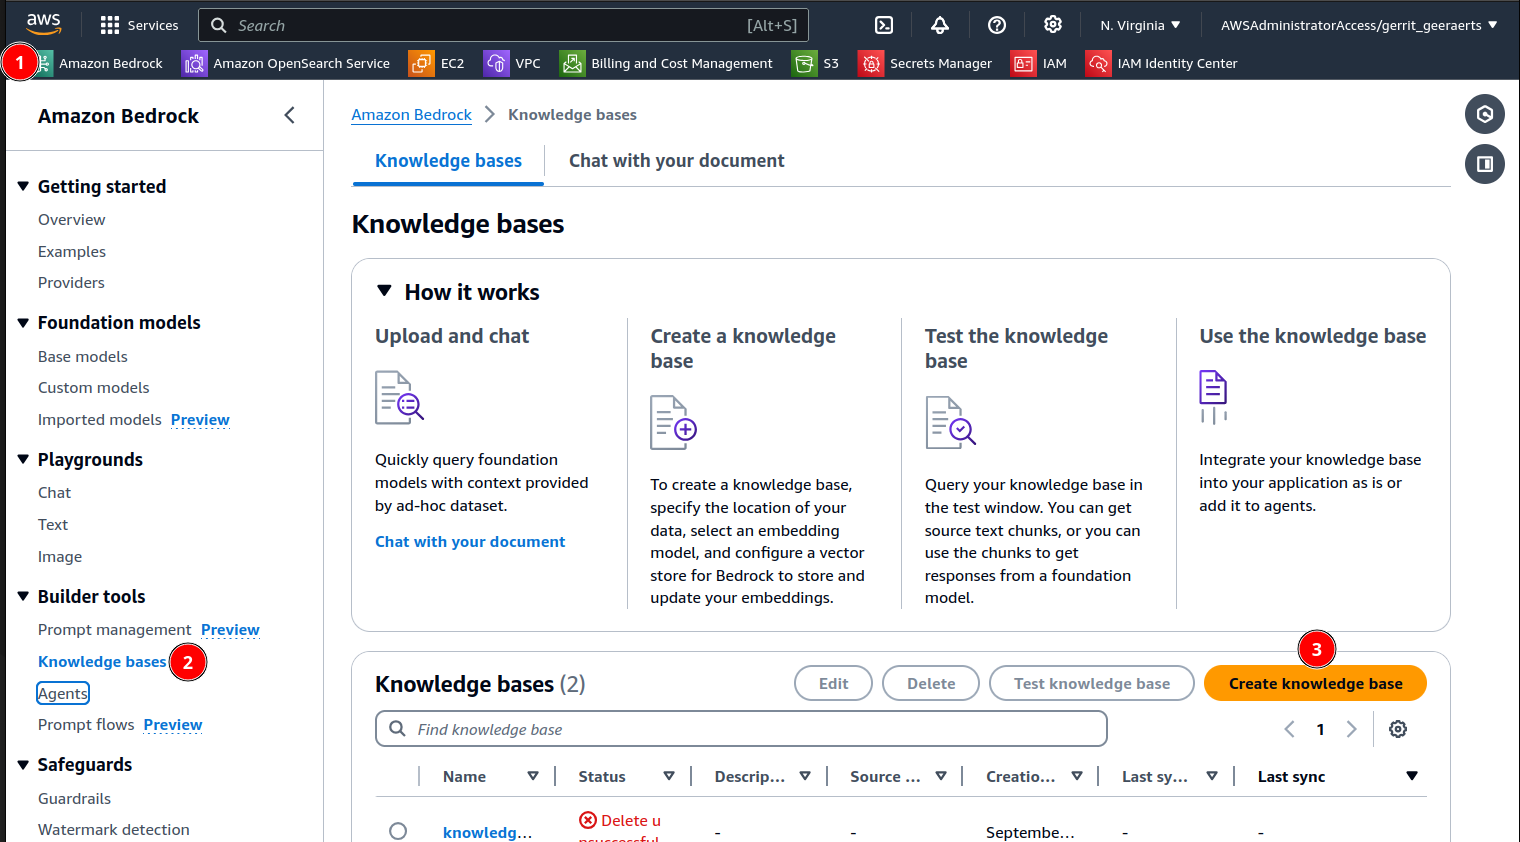 aws
Services
Search
[Alt+S]
N. Virginia
AWSAdministratorAccess/gerrit_geeraerts
1
Amazon Bedrock
Amazon OpenSearch Service
EC2
VPC
Billing and Cost Management
S3
Secrets Manager
IAM
IAM Identity Center
Amazon Bedrock
Getting started
Overview
Examples
Providers
Foundation models
Base models
Custom models
Imported models Preview
Playgrounds
Chat
Text
Image
Builder tools
Prompt management Preview
Knowledge bases
2
Agents
Prompt flows Preview
Safeguards
Guardrails
Watermark detection
Amazon Bedrock
Knowledge bases
Knowledge bases
Chat with your document
Knowledge bases
How it works
Upload and chat
Quickly query foundation
models with context provided
by ad-hoc dataset.
Chat with your document
Create a knowledge
base
To create a knowledge base,
specify the location of your
data, select an embedding
model, and configure a vector
store for Bedrock to store and
update your embeddings.
Test the knowledge
base
Query your knowledge base in
the test window. You can get
source text chunks, or you can
use the chunks to get
responses from a foundation
model.
Use the knowledge base
Integrate your knowledge base
into your application as is or
add it to agents.
3
Knowledge bases (2)
Edit
Delete
Test knowledge base
Create knowledge base
Find knowledge base
1
Name
Status
Descrip...
Source ...
Creatio...
Last sy...
Last sync
knowledg...
Delete u
nsuccessful
-
-
Septembe...
-
-